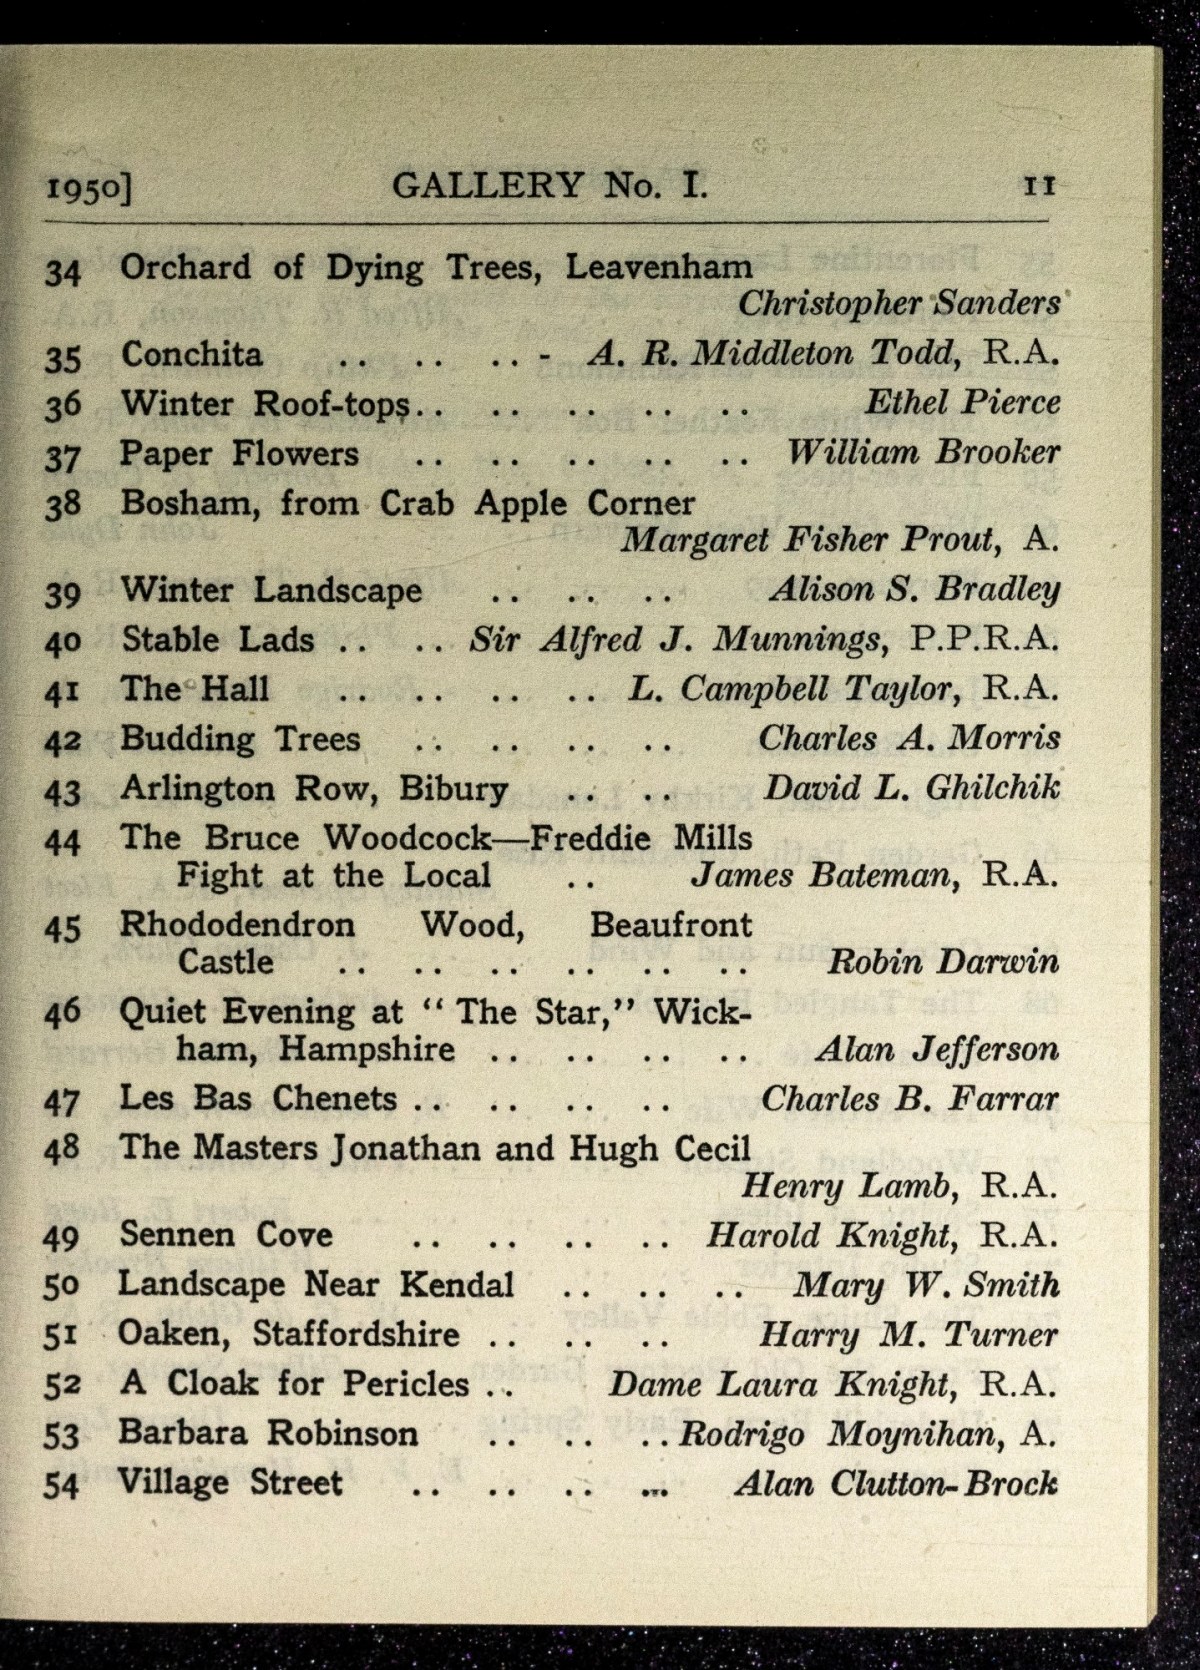 1950] GALLERY No. I. 11
34 Orchard of Dying Trees, Leavenham
Christopher Sanders
35 Conchita .. .. .. - A. R. Middleton Todd, R.A.
36 Winter Roof-tops .. .. .. .. .. Ethel Pierce
37 Paper Flowers .. .. .. .. .. William Brooker
38 Bosham, from Crab Apple Corner
Margaret Fisher Prout, A.
39 Winter Landscape .. .. .. Alison S. Bradley
40 Stable Lads .. .. Sir Alfred J. Munnings, P.P.R.A.
41 The Hall .. .. .. .. L. Campbell Taylor, R.A.
42 Budding Trees .. .. .. .. Charles A. Morris
43 Arlington Row, Bibury .. .. David L. Ghilchik
44 The Bruce Woodcock—Freddie Mills
Fight at the Local .. James Bateman, R.A.
45 Rhododendron Wood, Beaufront
Castle .. .. .. .. .. .. Robin Darwin
46 Quiet Evening at “ The Star,” Wick-
ham, Hampshire .. .. .. .. Alan Jefferson
47 Les Bas Chenets .. .. .. .. Charles B. Farrar
48 The Masters Jonathan and Hugh Cecil
Henry Lamb, R.A.
49 Sennen Cove .. .. .. .. Harold Knight, R.A.
50 Landscape Near Kendal .. .. .. Mary W. Smith
51 Oaken, Staffordshire .. .. .. Harry M. Turner
52 A Cloak for Pericles .. Dame Laura Knight, R.A.
53 Barbara Robinson .. .. .. Rodrigo Moynihan, A.
54 Village Street .. .. .. ... Alan Clutton-Brock